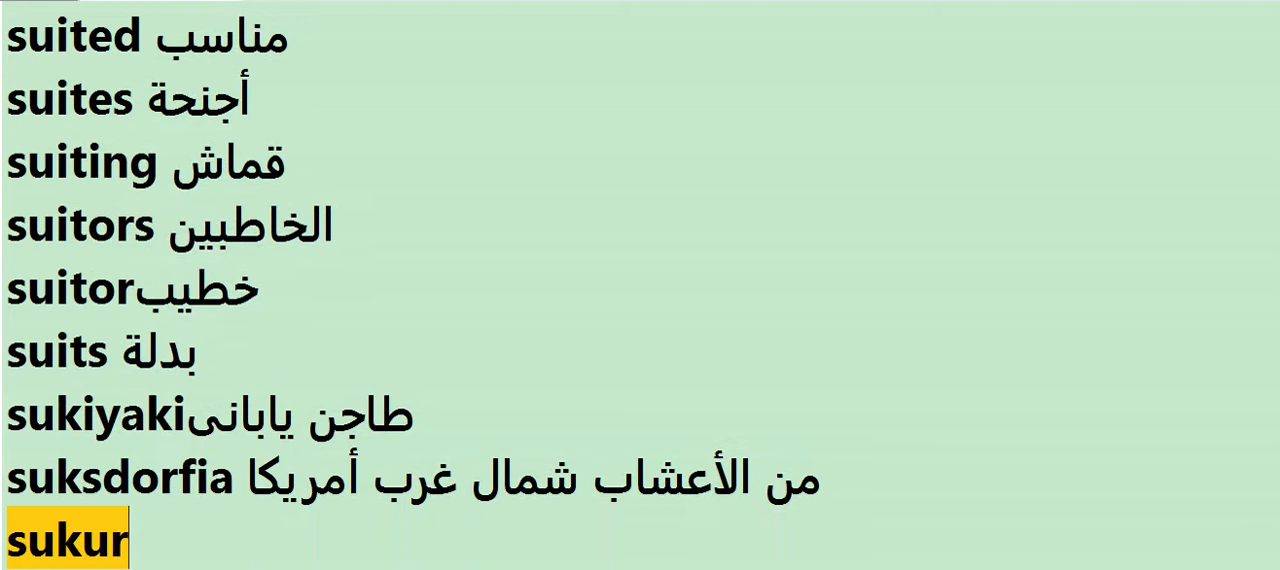 suited مناسب
suites أجنحة
suiting قماش
suitors الخاطبين
suitorخطيب
suits بدلة
sukiyakiطاجن يابانى
suksdorfia من الأعشاب شمال غرب أمريكا
sukur